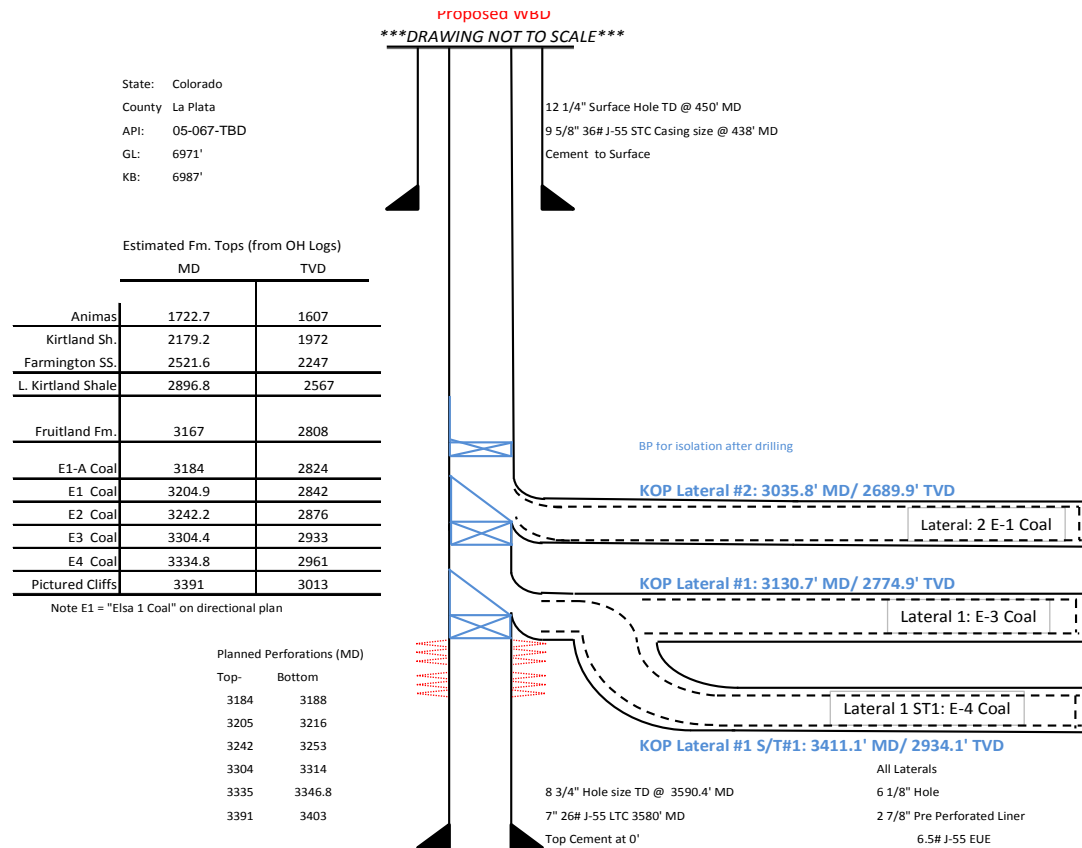 Proposed WBD
***DRAWING NOT TO SCALE***
State: Colorado
County La Plata
API: 05-067-TBD
GL: 6971'
KB: 6987'
12 1/4" Surface Hole TD @ 450' MD
9 5/8" 36# J-55 STC Casing size @ 438' MD
Cement to Surface
Estimated Fm. Tops (from OH Logs)
MD TVD
Animas 1722.7 1607
Kirtland Sh. 2179.2 1972
Farmington SS. 2521.6 2247
L. Kirtland Shale 2896.8 2567
Fruitland Fm. 3167 2808
E1-A Coal 3184 2824
E1 Coal 3204.9 2842
E2 Coal 3242.2 2876
E3 Coal 3304.4 2933
E4 Coal 3334.8 2961
Pictured Cliffs 3391 3013
Note E1 = "Elsa 1 Coal" on directional plan
BP for isolation after drilling
KOP Lateral #2: 3035.8' MD/ 2689.9' TVD
Lateral: 2 E-1 Coal
KOP Lateral #1: 3130.7' MD/ 2774.9' TVD
Lateral 1: E-3 Coal
Lateral 1 ST1: E-4 Coal
KOP Lateral #1 S/T#1: 3411.1' MD/ 2934.1' TVD
Planned Perforations (MD)
Top- Bottom
3184 3188
3205 3216
3242 3253
3304 3314
3335 3346.8
3391 3403
8 3/4" Hole size TD @ 3590.4' MD
7" 26# J-55 LTC 3580' MD
Top Cement at 0'
All Laterals
6 1/8" Hole
2 7/8" Pre Perforated Liner
6.5# J-55 EUE